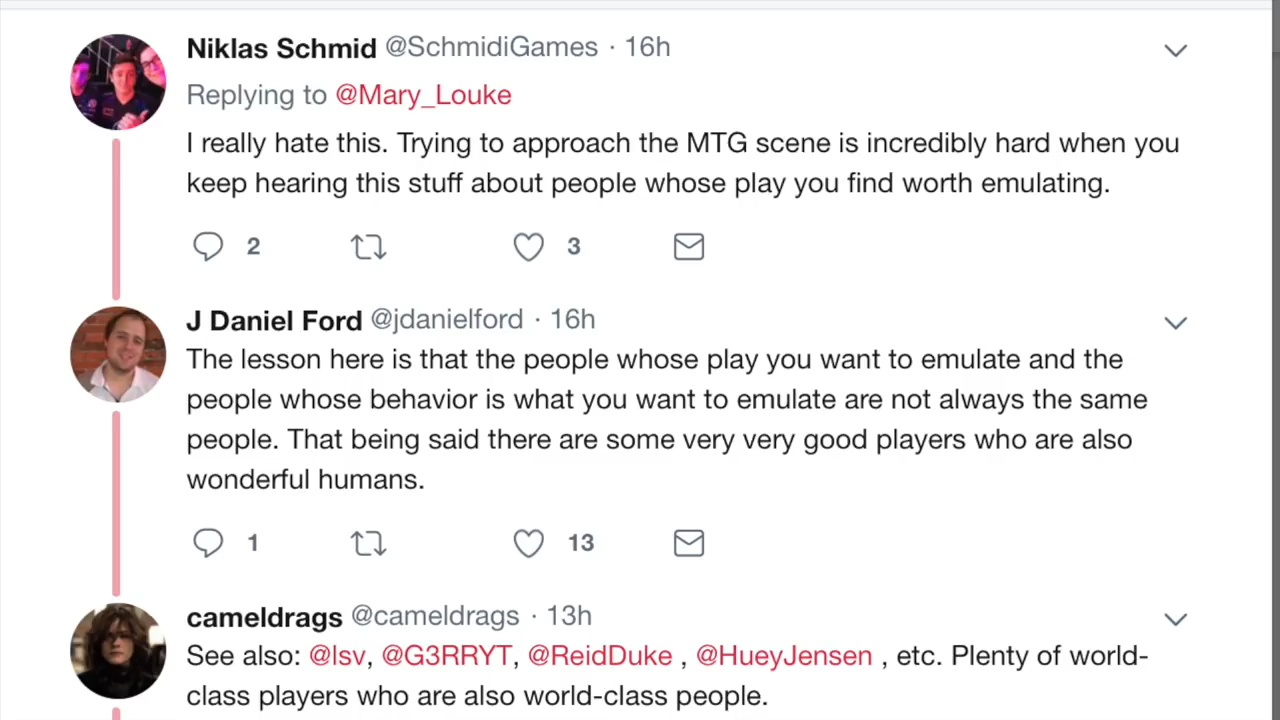 Niklas Schmid @SchmidiGames · 16h
Replying to @Mary_Louke
I really hate this. Trying to approach the MTG scene is incredibly hard when you
keep hearing this stuff about people whose play you find worth emulating.
2 3
J Daniel Ford @jdanielford · 16h
The lesson here is that the people whose play you want to emulate and the
people whose behavior is what you want to emulate are not always the same
people. That being said there are some very very good players who are also
wonderful humans.
1 13
cameldrags @cameldrags · 13h
See also: @lsv, @G3RRYT, @ReidDuke , @HueyJensen , etc. Plenty of world-
class players who are also world-class people.